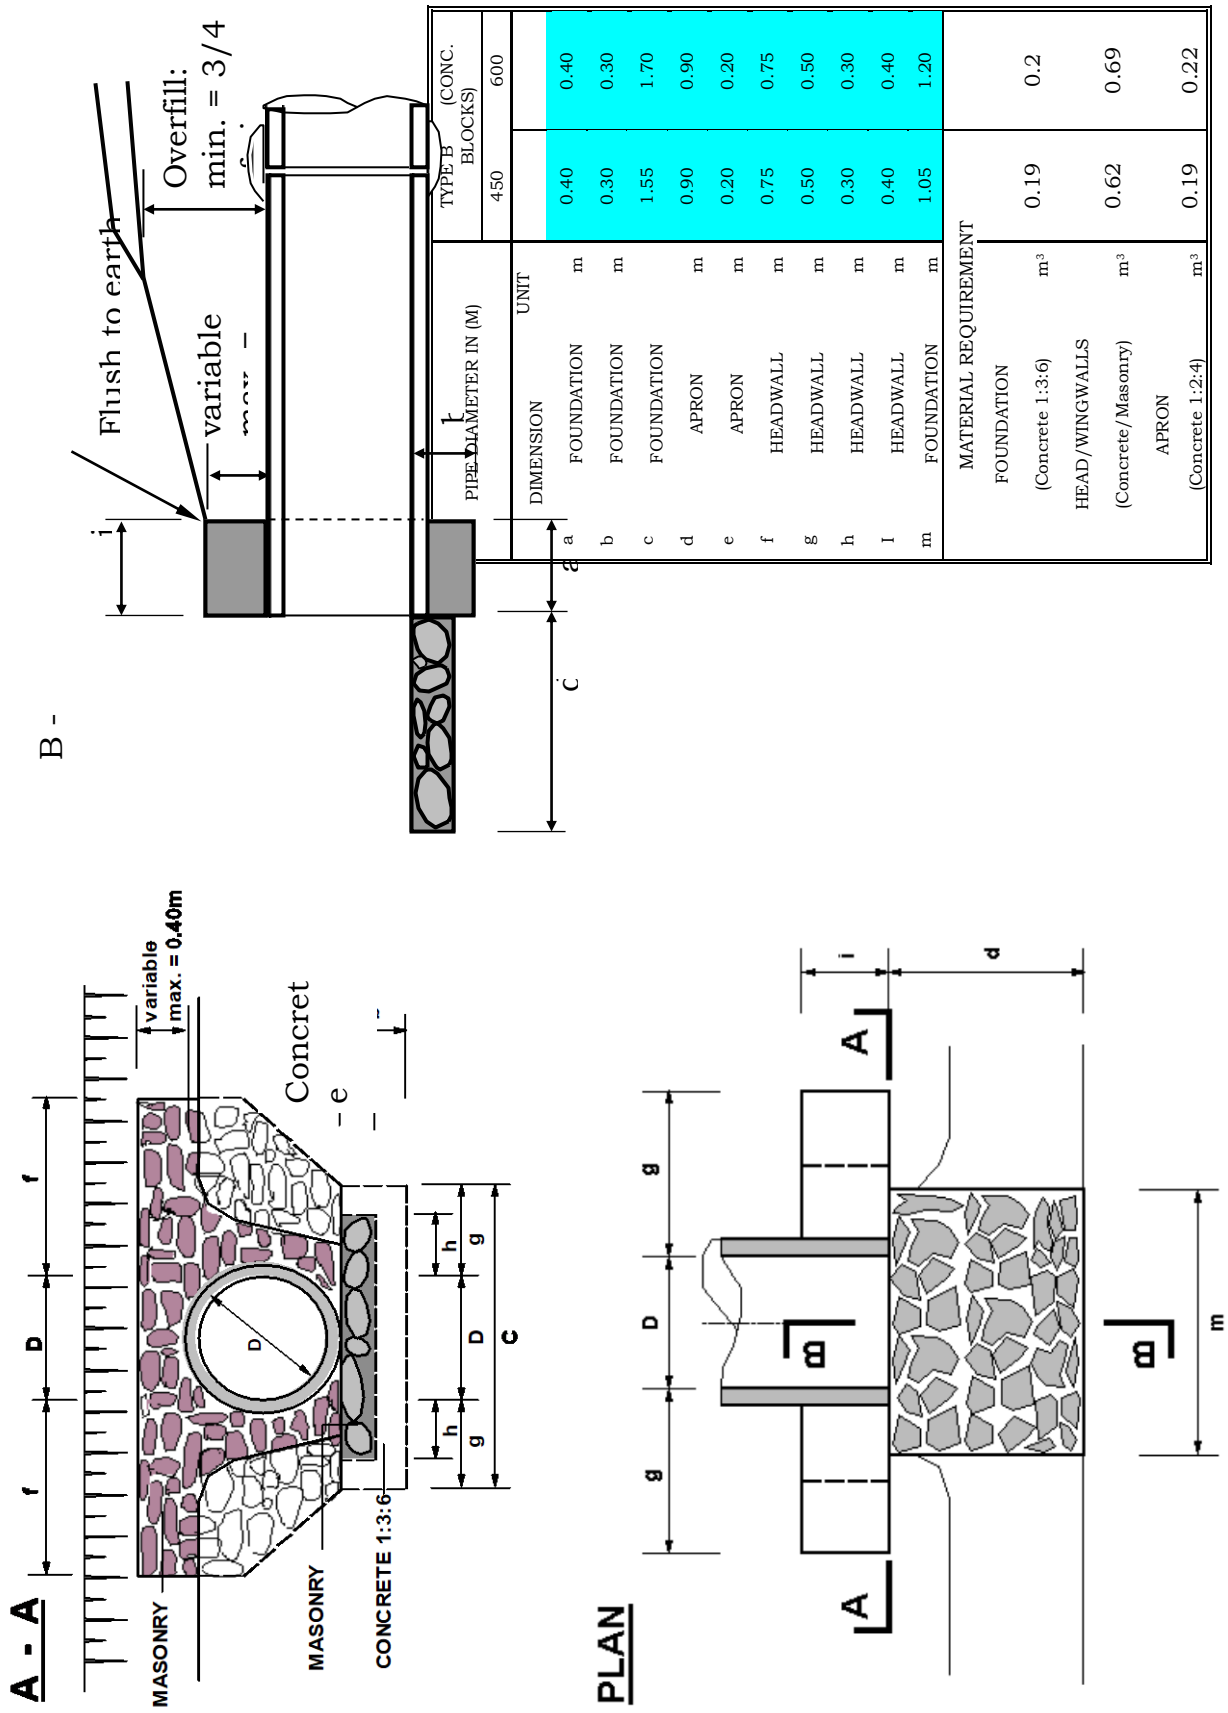 A - A
f
D
f
variable
max. = 0.40m
MASONRY
D
MASONRY
CONCRETE 1:3:6
h
h
g
D
g
C
Concret
– e
–
B -
Flush to earth
Overfill:
min. = 3/4
variable
i
a
PLAN
g
D
g
i
d
A
A
B
B
m
PIPE DIAMETER IN (M)
TYPE B (CONC.
BLOCKS)
450 600
DIMENSION UNIT
a FOUNDATION m 0.40 0.40
b FOUNDATION m 0.30 0.30
c FOUNDATION 1.55 1.70
d APRON m 0.90 0.90
e APRON m 0.20 0.20
f HEADWALL m 0.75 0.75
g HEADWALL m 0.50 0.50
h HEADWALL m 0.30 0.30
I HEADWALL m 0.40 0.40
m FOUNDATION m 1.05 1.20
MATERIAL REQUIREMENT
FOUNDATION
(Concrete 1:3:6) m³ 0.19 0.2
HEAD/WINGWALLS
(Concrete/Masonry) m³ 0.62 0.69
APRON
(Concrete 1:2:4) m³ 0.19 0.22